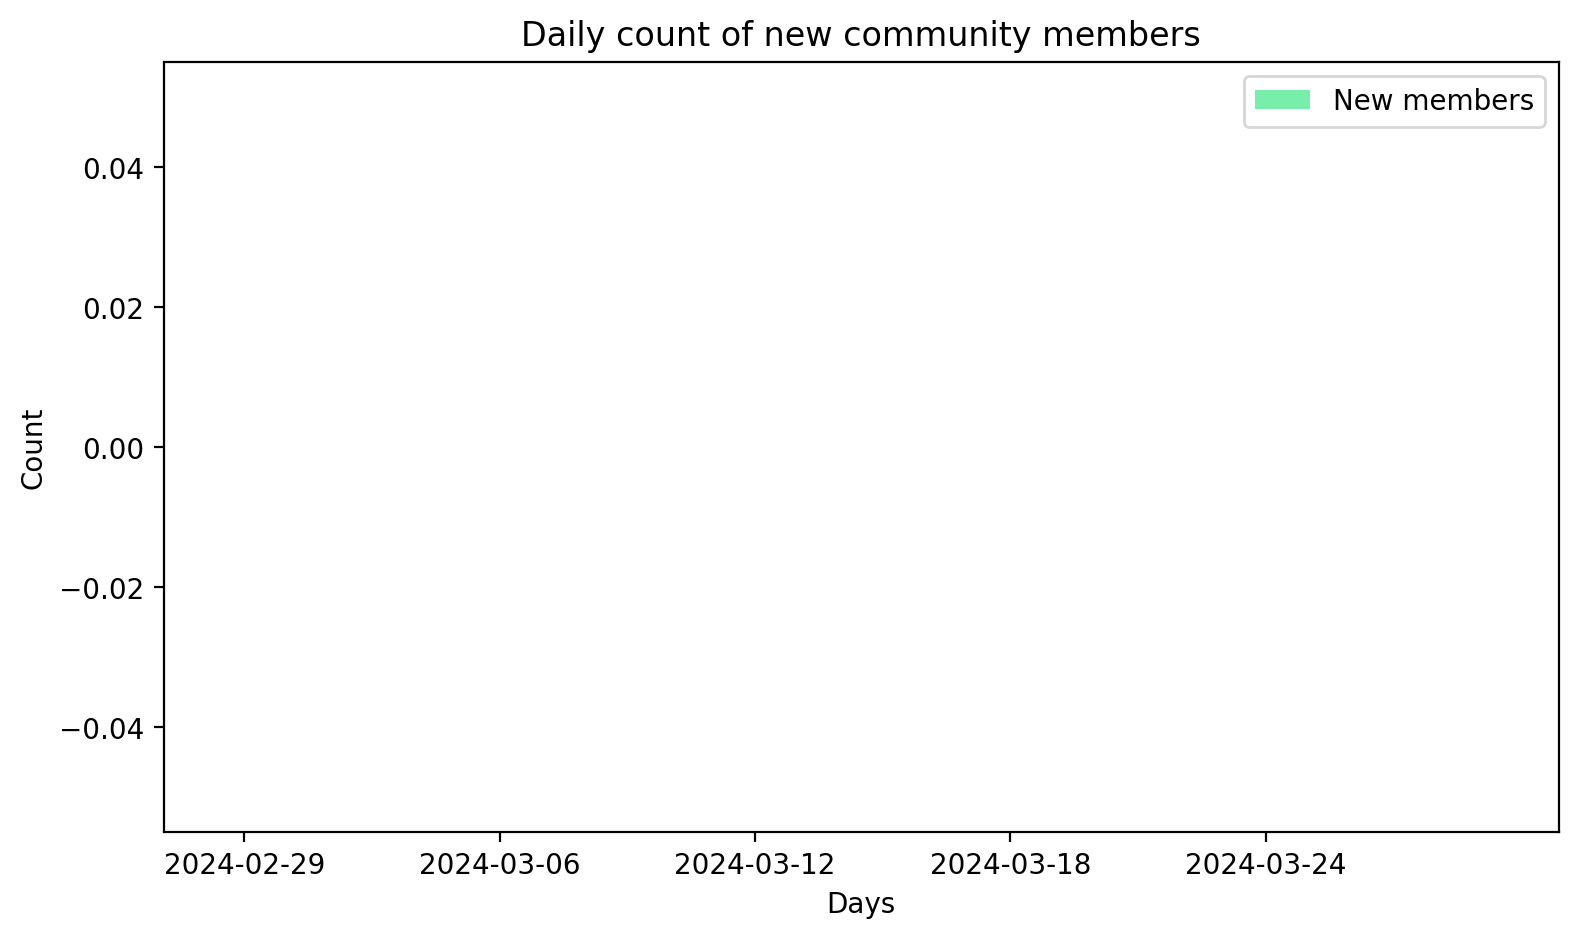 Daily count of new community members
New members
0.04
0.02
0.00
−0.02
−0.04
Count
2024-02-29 2024-03-06 2024-03-12 2024-03-18 2024-03-24
Days